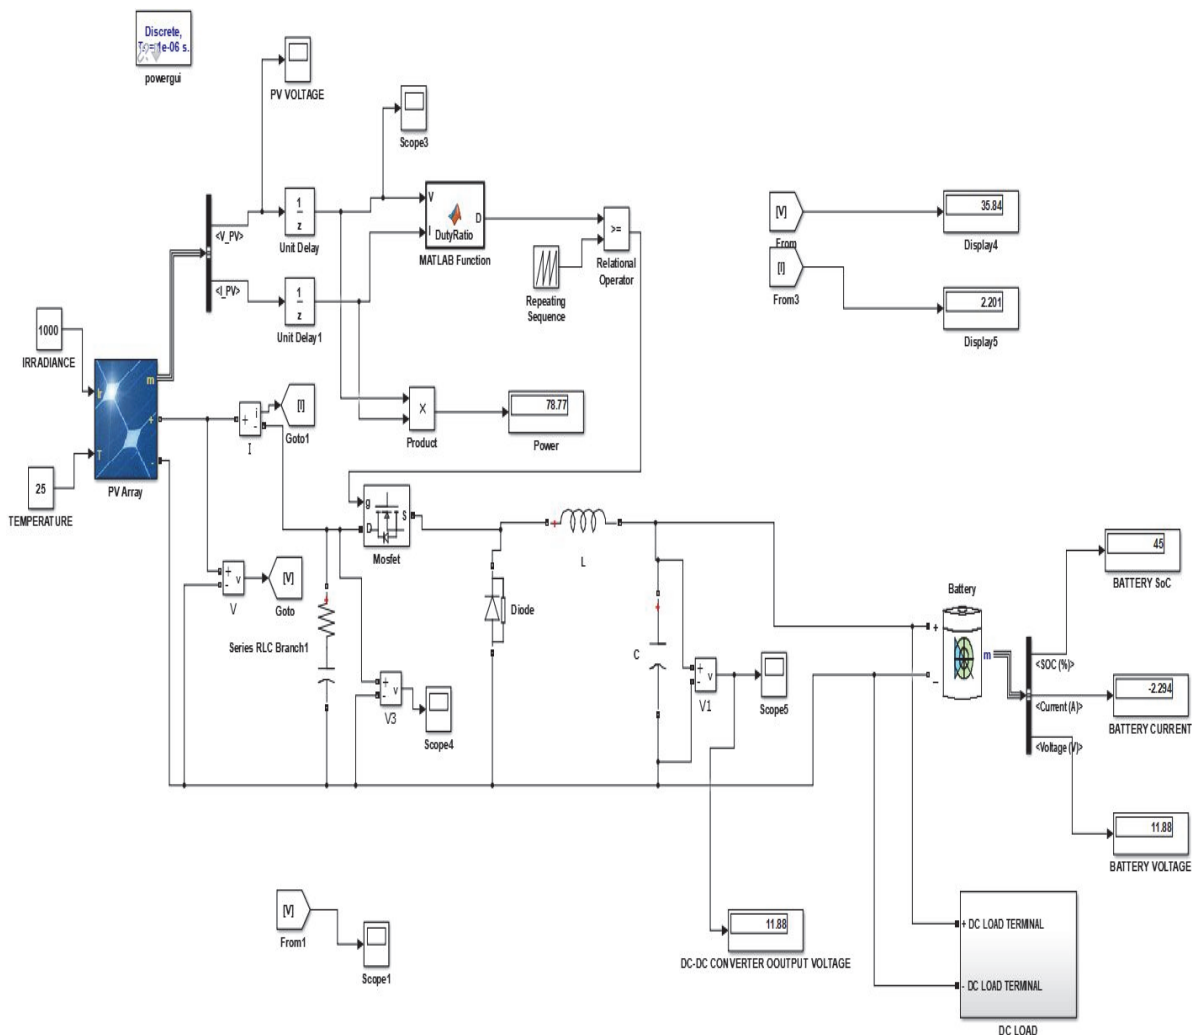 Discrete,
powergui
PV VOLTAGE
Scope3
<V_PV>
1
z
Unit Delay
V
I
D
DutyRatio
MATLAB Function
>=
Relational
Operator
Repeating
Sequence
<I_PV>
1
z
Unit Delay1
[V]
From
35.84
Display4
[I]
From3
2.201
Display5
1000
IRRADIANCE
Ir
m
+
T
-
PV Array
25
TEMPERATURE
+
i
-
I
[I]
Goto1
×
Product
78.77
Power
g
D
S
Mosfet
+
L
+
-
v
V
[V]
Goto
+
Series RLC Branch1
Diode
+
C
+
-
v
V3
Scope4
+
-
v
V1
Scope5
Battery
+
m
-
<SOC (%)>
<Current (A)>
<Voltage (V)>
45
BATTERY SoC
-2.294
BATTERY CURRENT
11.88
BATTERY VOLTAGE
[V]
From1
Scope1
11.88
DC-DC CONVERTER OOUTPUT VOLTAGE
+ DC LOAD TERMINAL
- DC LOAD TERMINAL
DC LOAD